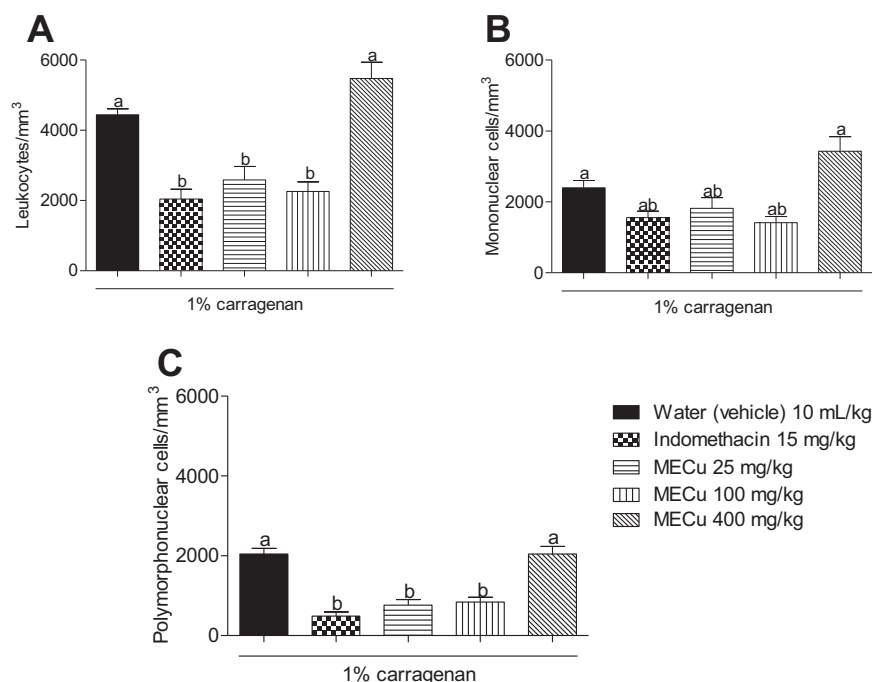 A
Leukocytes/mm³
6000
4000
2000
0
a
b
b
b
a
1% carragenan
B
Mononuclear cells/mm³
6000
4000
2000
0
a
ab
ab
ab
a
1% carragenan
C
Polymorphonuclear cells/mm³
6000
4000
2000
0
a
b
b
b
a
1% carragenan
Water (vehicle) 10 mL/kg
Indomethacin 15 mg/kg
MECu 25 mg/kg
MECu 100 mg/kg
MECu 400 mg/kg